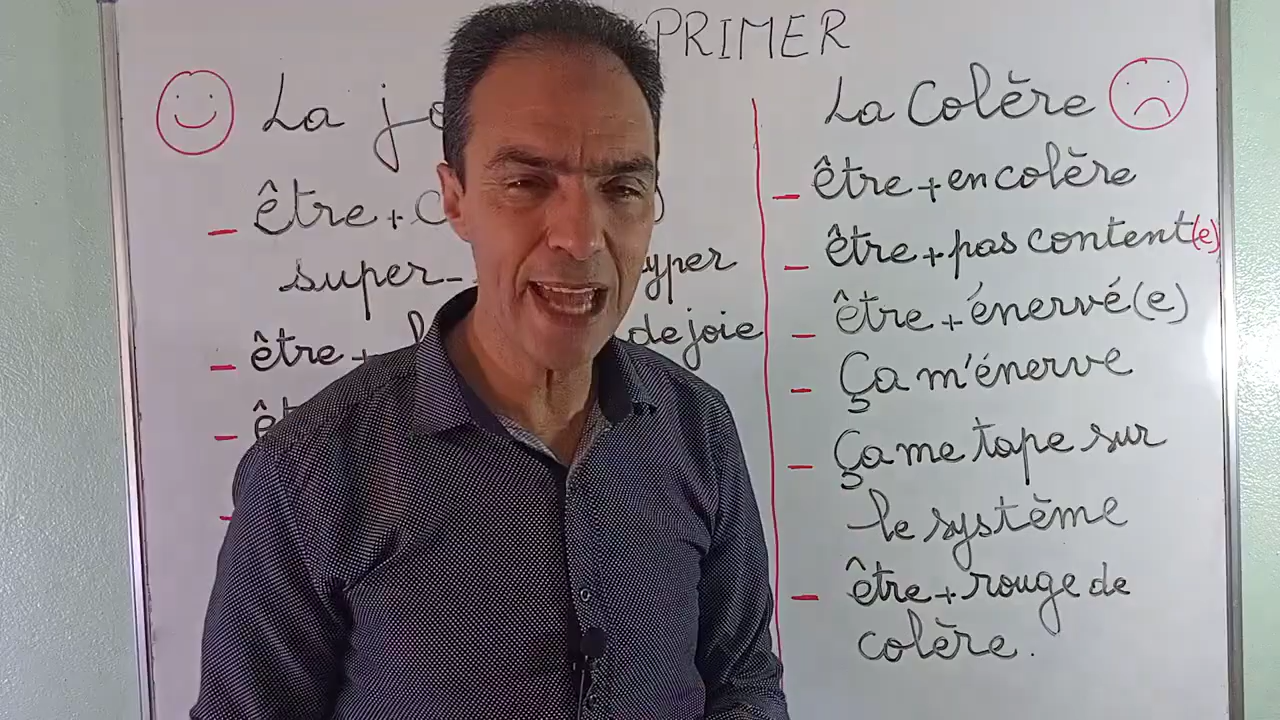 PRIMER
La jo
être +
super
yper
être + de joie
La Colère
être + en colère
être + pas content(e)
être + énervé(e)
Ça m'énerve
Ça me tape sur
le système
être + rouge de
colère.